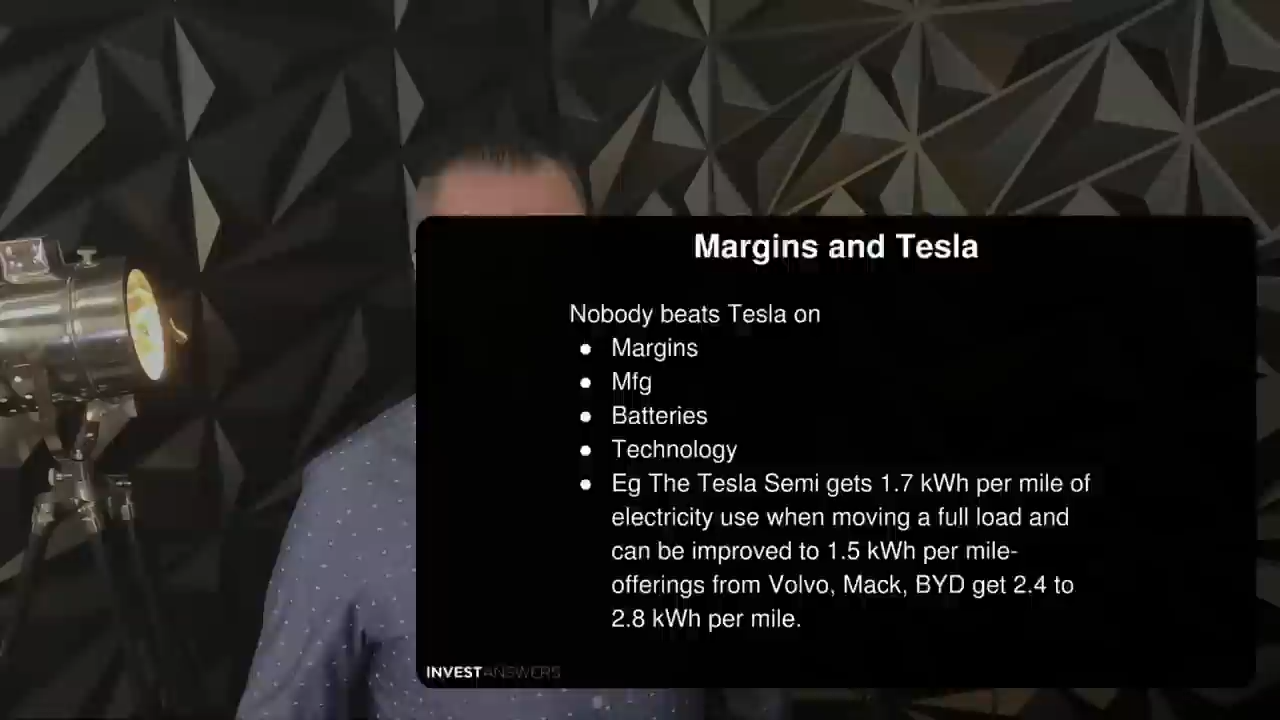 Margins and Tesla
Nobody beats Tesla on
● Margins
● Mfg
● Batteries
● Technology
● Eg The Tesla Semi gets 1.7 kWh per mile of
electricity use when moving a full load and
can be improved to 1.5 kWh per mile-
offerings from Volvo, Mack, BYD get 2.4 to
2.8 kWh per mile.
INVESTANSWERS